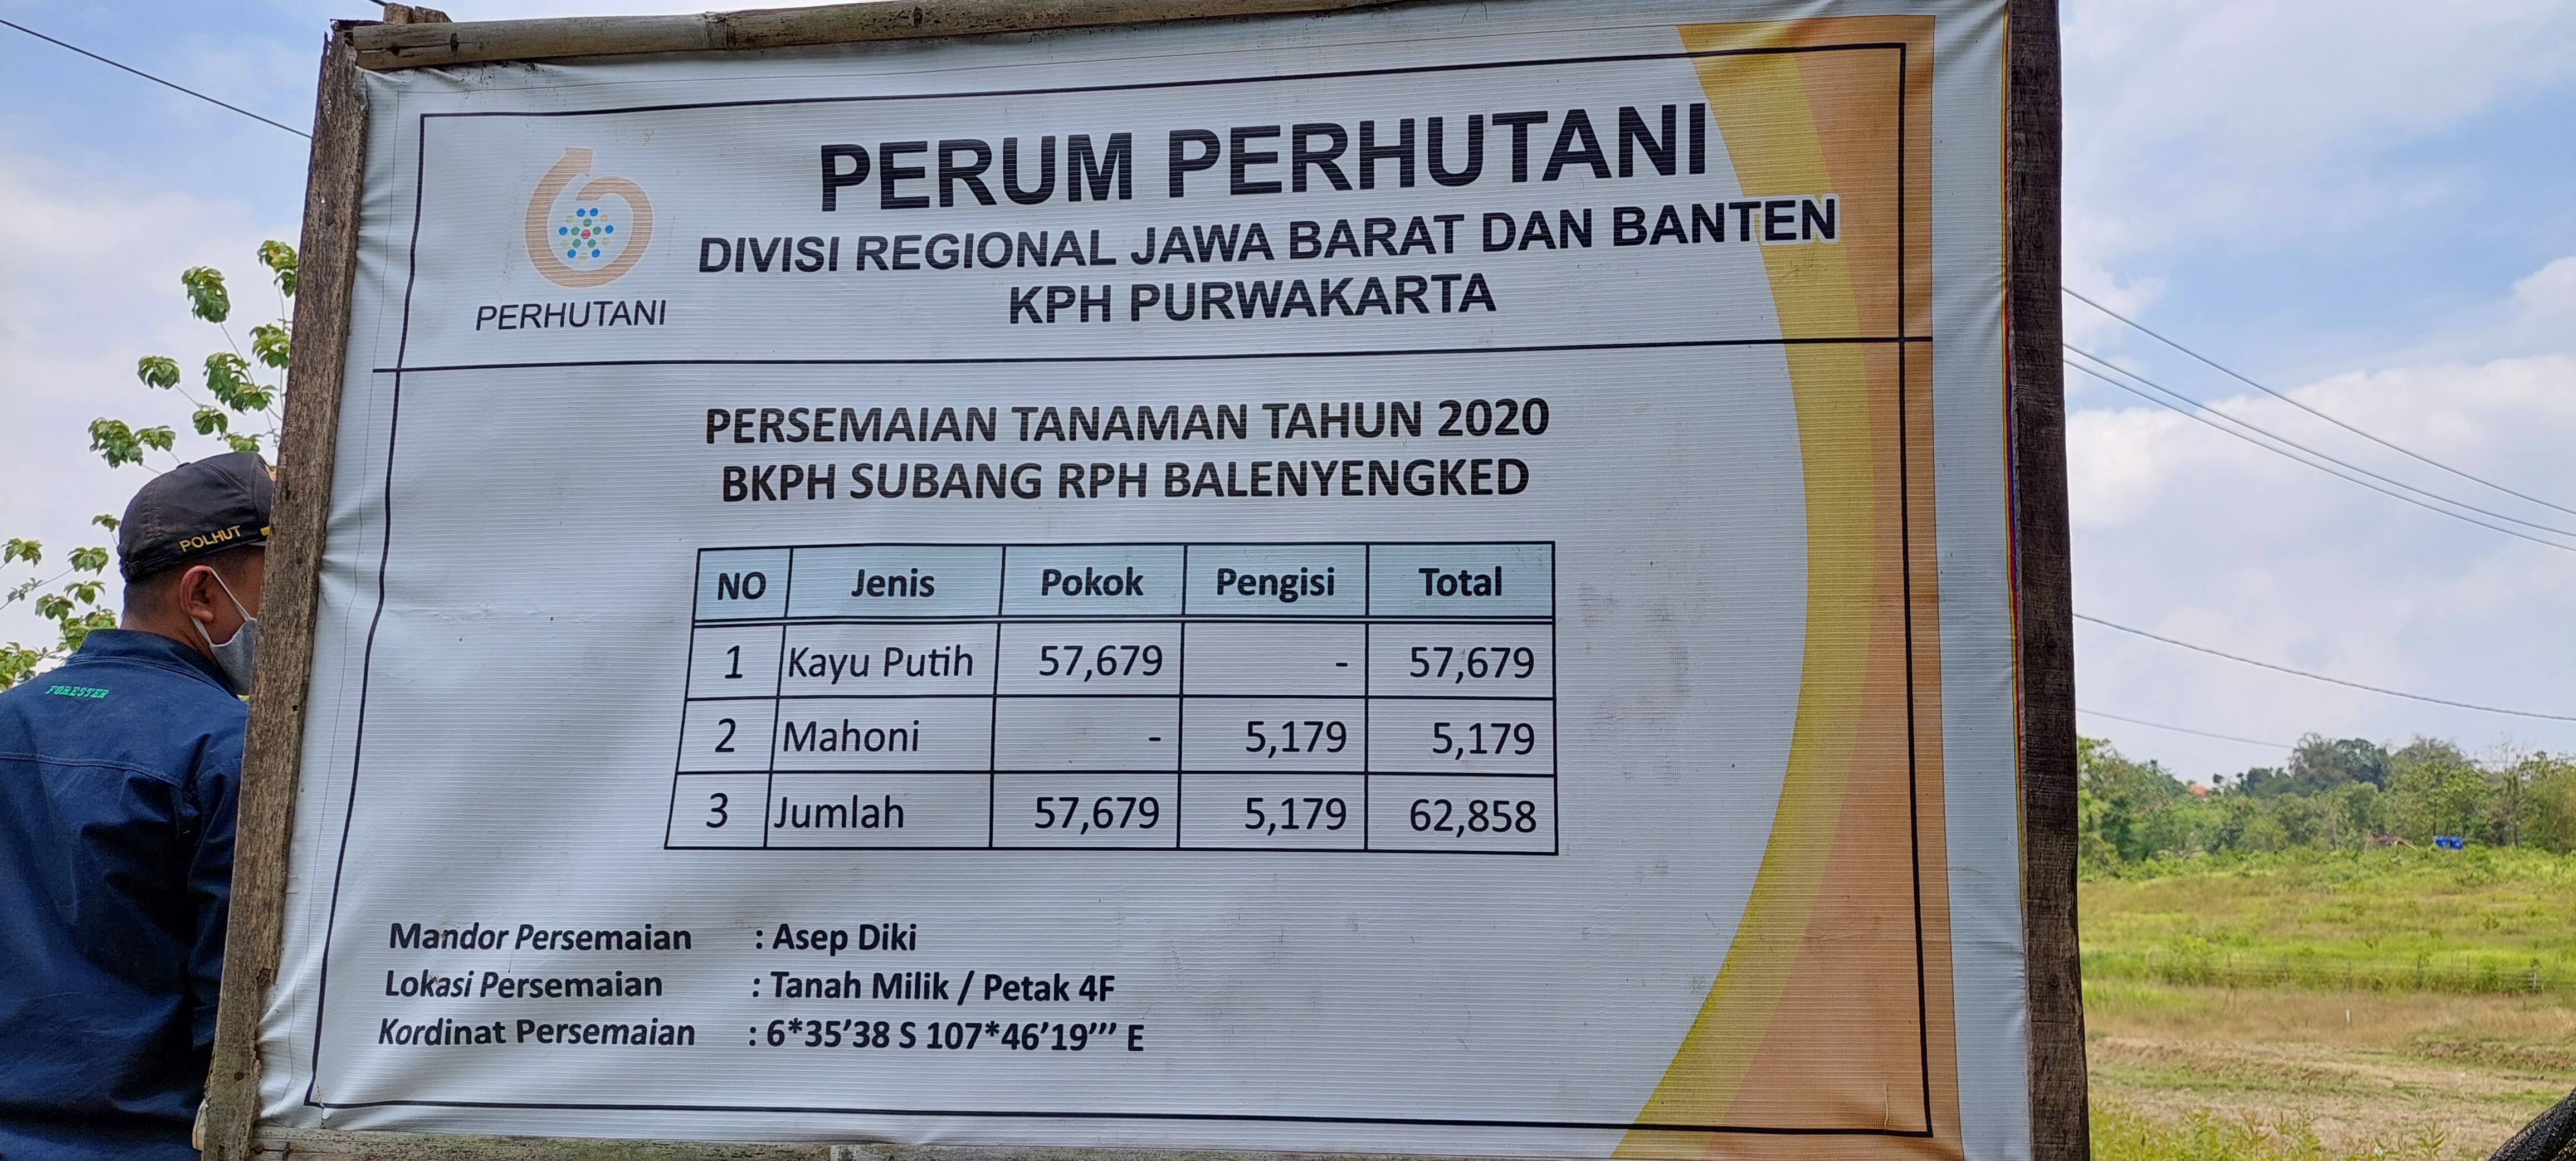 PERUM PERHUTANI
DIVISI REGIONAL JAWA BARAT DAN BANTEN
KPH PURWAKARTA
PERHUTANI
PERSEMAIAN TANAMAN TAHUN 2020
BKPH SUBANG RPH BALENYENGKED
NO Jenis Pokok Pengisi Total
1 Kayu Putih 57,679 - 57,679
2 Mahoni - 5,179 5,179
3 Jumlah 57,679 5,179 62,858
Mandor Persemaian : Asep Diki
Lokasi Persemaian : Tanah Milik / Petak 4F
Kordinat Persemaian : 6*35’38 S 107*46’19’’’ E
POLHUT
FORESTER